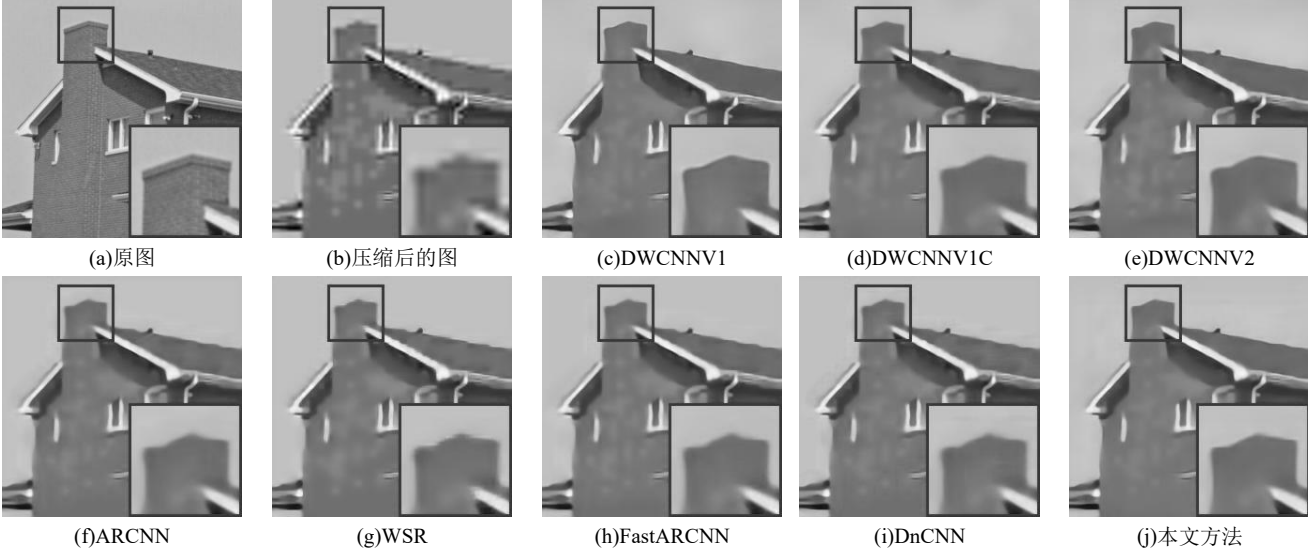 (a)原图
(b)压缩后的图
(c)DWCNNV1
(d)DWCNNV1C
(e)DWCNNV2
(f)ARCNN
(g)WSR
(h)FastARCNN
(i)DnCNN
(j)本文方法